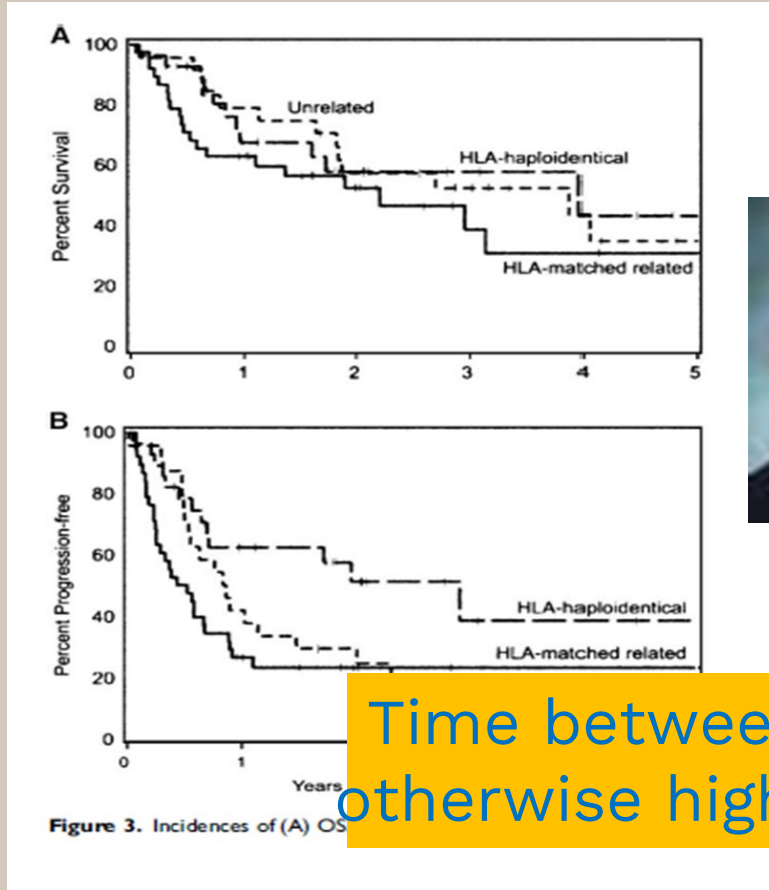 A
100
80
60
40
20
0
Percent Survival
Unrelated
HLA-haploidentical
HLA-matched related
0 1 2 3 4 5
B
100
80
60
40
20
0
Percent Progression-free
HLA-haploidentical
HLA-matched related
0 1
Years
Time betwee
otherwise high
Figure 3. Incidences of (A) OS